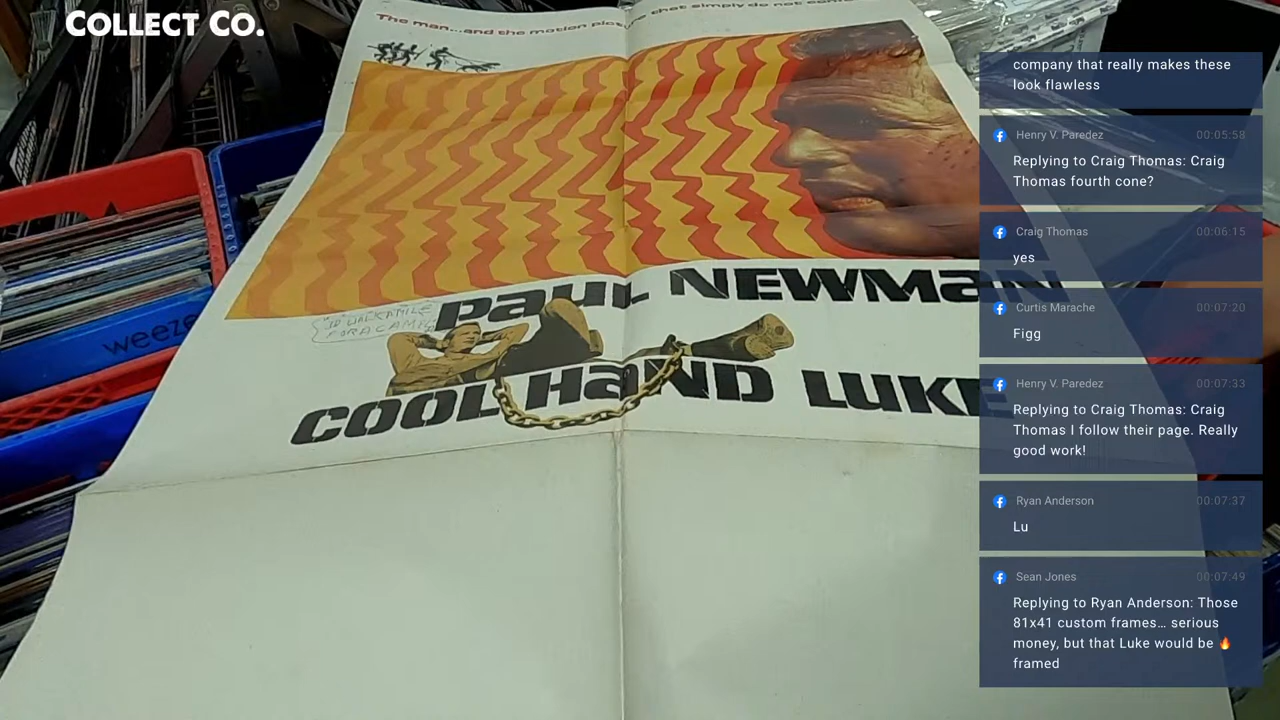 COLLECT CO.
The man...and the motion picture that simply do not
PAUL NEWMAN
COOL HAND LUKE
weeze
company that really makes these
look flawless
Henry V. Paredez 00:05:58
Replying to Craig Thomas: Craig
Thomas fourth cone?
Craig Thomas 00:06:15
yes
Curtis Marache 00:07:20
Figg
Henry V. Paredez 00:07:33
Replying to Craig Thomas: Craig
Thomas I follow their page. Really
good work!
Ryan Anderson 00:07:37
Lu
Sean Jones 00:07:49
Replying to Ryan Anderson: Those
81x41 custom frames… serious
money, but that Luke would be 🔥
framed